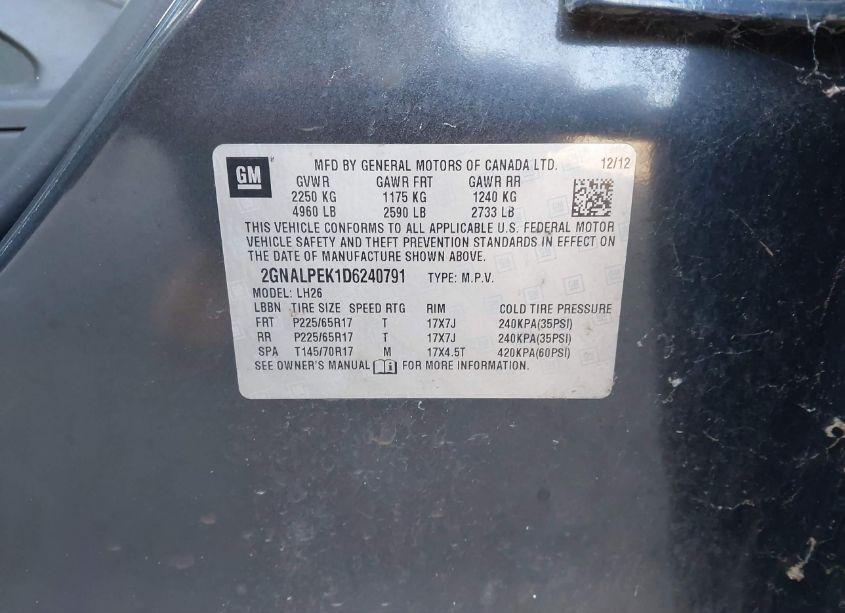 GM
MFD BY GENERAL MOTORS OF CANADA LTD. 12/12
GVWR GAWR FRT GAWR RR
2250 KG 1175 KG 1240 KG
4960 LB 2590 LB 2733 LB
THIS VEHICLE CONFORMS TO ALL APPLICABLE U.S. FEDERAL MOTOR
VEHICLE SAFETY AND THEFT PREVENTION STANDARDS IN EFFECT ON
THE DATE OF MANUFACTURE SHOWN ABOVE.
2GNALPEK1D6240791 TYPE: M.P.V.
MODEL: LH26
LBBN TIRE SIZE SPEED RTG RIM COLD TIRE PRESSURE
FRT P225/65R17 T 17X7J 240KPA(35PSI)
RR P225/65R17 T 17X7J 240KPA(35PSI)
SPA T145/70R17 M 17X4.5T 420KPA(60PSI)
SEE OWNER'S MANUAL FOR MORE INFORMATION.